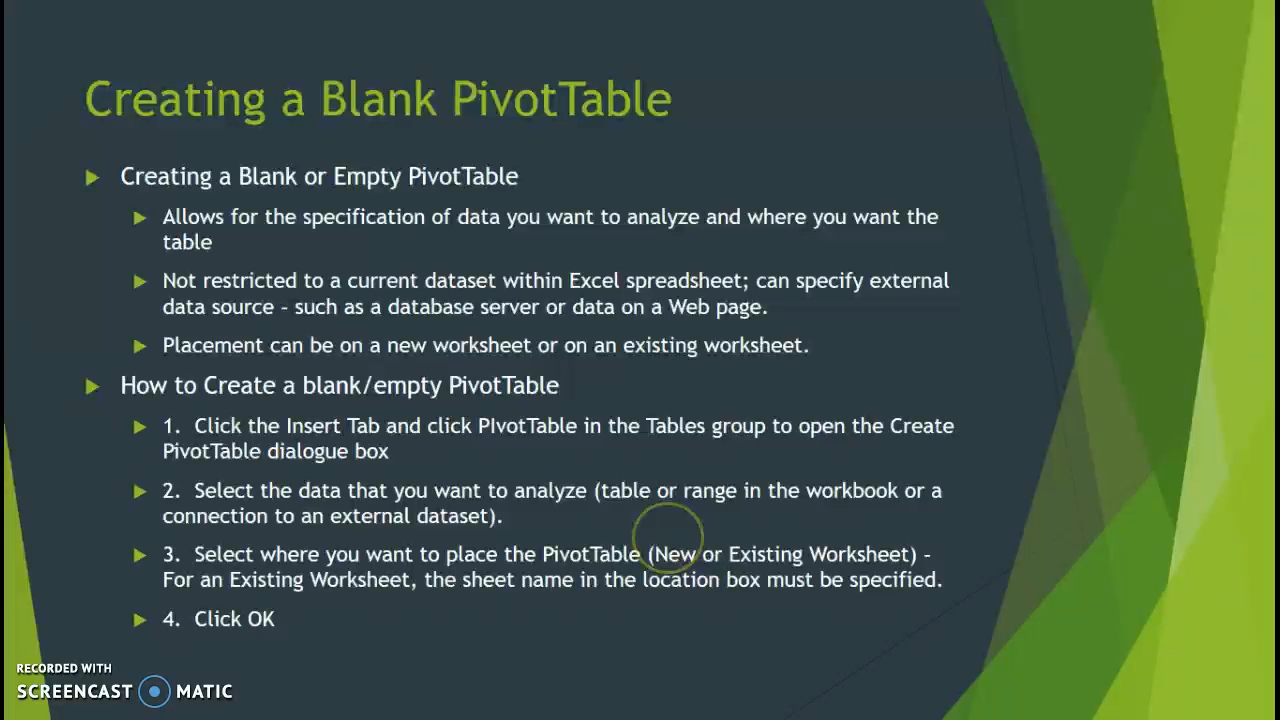 Creating a Blank PivotTable
Creating a Blank or Empty PivotTable
Allows for the specification of data you want to analyze and where you want the
table
Not restricted to a current dataset within Excel spreadsheet; can specify external
data source – such as a database server or data on a Web page.
Placement can be on a new worksheet or on an existing worksheet.
How to Create a blank/empty PivotTable
1. Click the Insert Tab and click PIvotTable in the Tables group to open the Create
PivotTable dialogue box
2. Select the data that you want to analyze (table or range in the workbook or a
connection to an external dataset).
3. Select where you want to place the PivotTable (New or Existing Worksheet) –
For an Existing Worksheet, the sheet name in the location box must be specified.
4. Click OK
RECORDED WITH
SCREENCAST MATIC